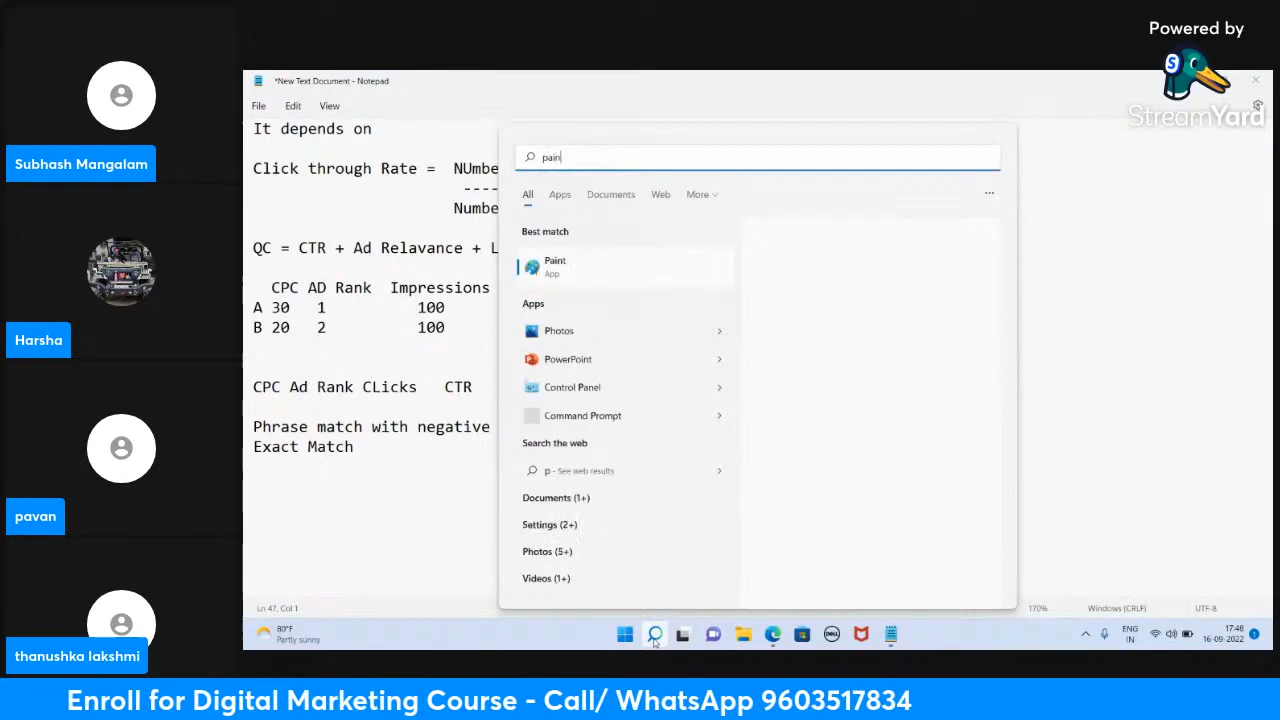 Powered by
StreamYard
Subhash Mangalam
Harsha
pavan
thanushka lakshmi
*New Text Document - Notepad
File Edit View
It depends on
Click through Rate = NUmbe
----
Numbe
QC = CTR + Ad Relavance + L
CPC AD Rank Impressions
A 30 1 100
B 20 2 100
CPC Ad Rank CLicks CTR
Phrase match with negative
Exact Match
pain
All Apps Documents Web More
Best match
Paint
App
Apps
Photos
PowerPoint
Control Panel
Command Prompt
Search the web
p - See web results
Documents (1+)
Settings (2+)
Photos (5+)
Videos (1+)
Ln 47, Col 1 170% Windows (CRLF) UTF-8
80°F
Partly sunny
DELL
ENG
IN
17:48
16-09-2022
1
Enroll for Digital Marketing Course - Call/ WhatsApp 9603517834